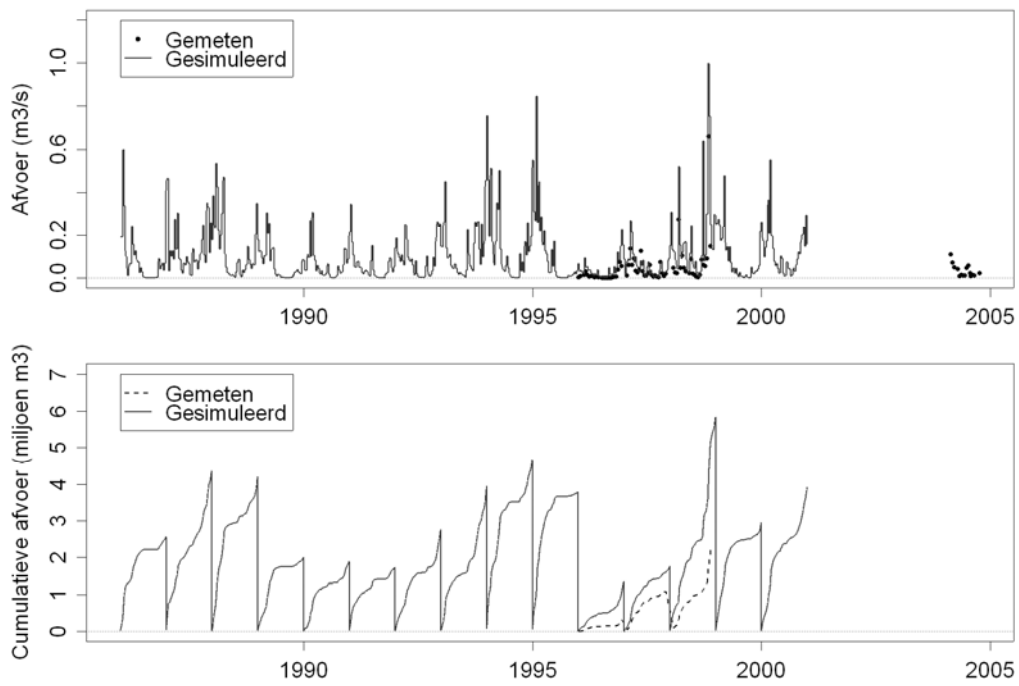 Gemeten
Gesimuleerd
Afvoer (m3/s)
1.0
0.6
0.2
0.0
1990 1995 2000 2005
Gemeten
Gesimuleerd
Cumulatieve afvoer (miljoen m3)
7
6
5
4
3
2
1
0
1990 1995 2000 2005